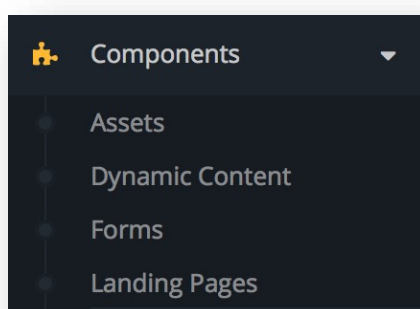 Components
Assets
Dynamic Content
Forms
Landing Pages